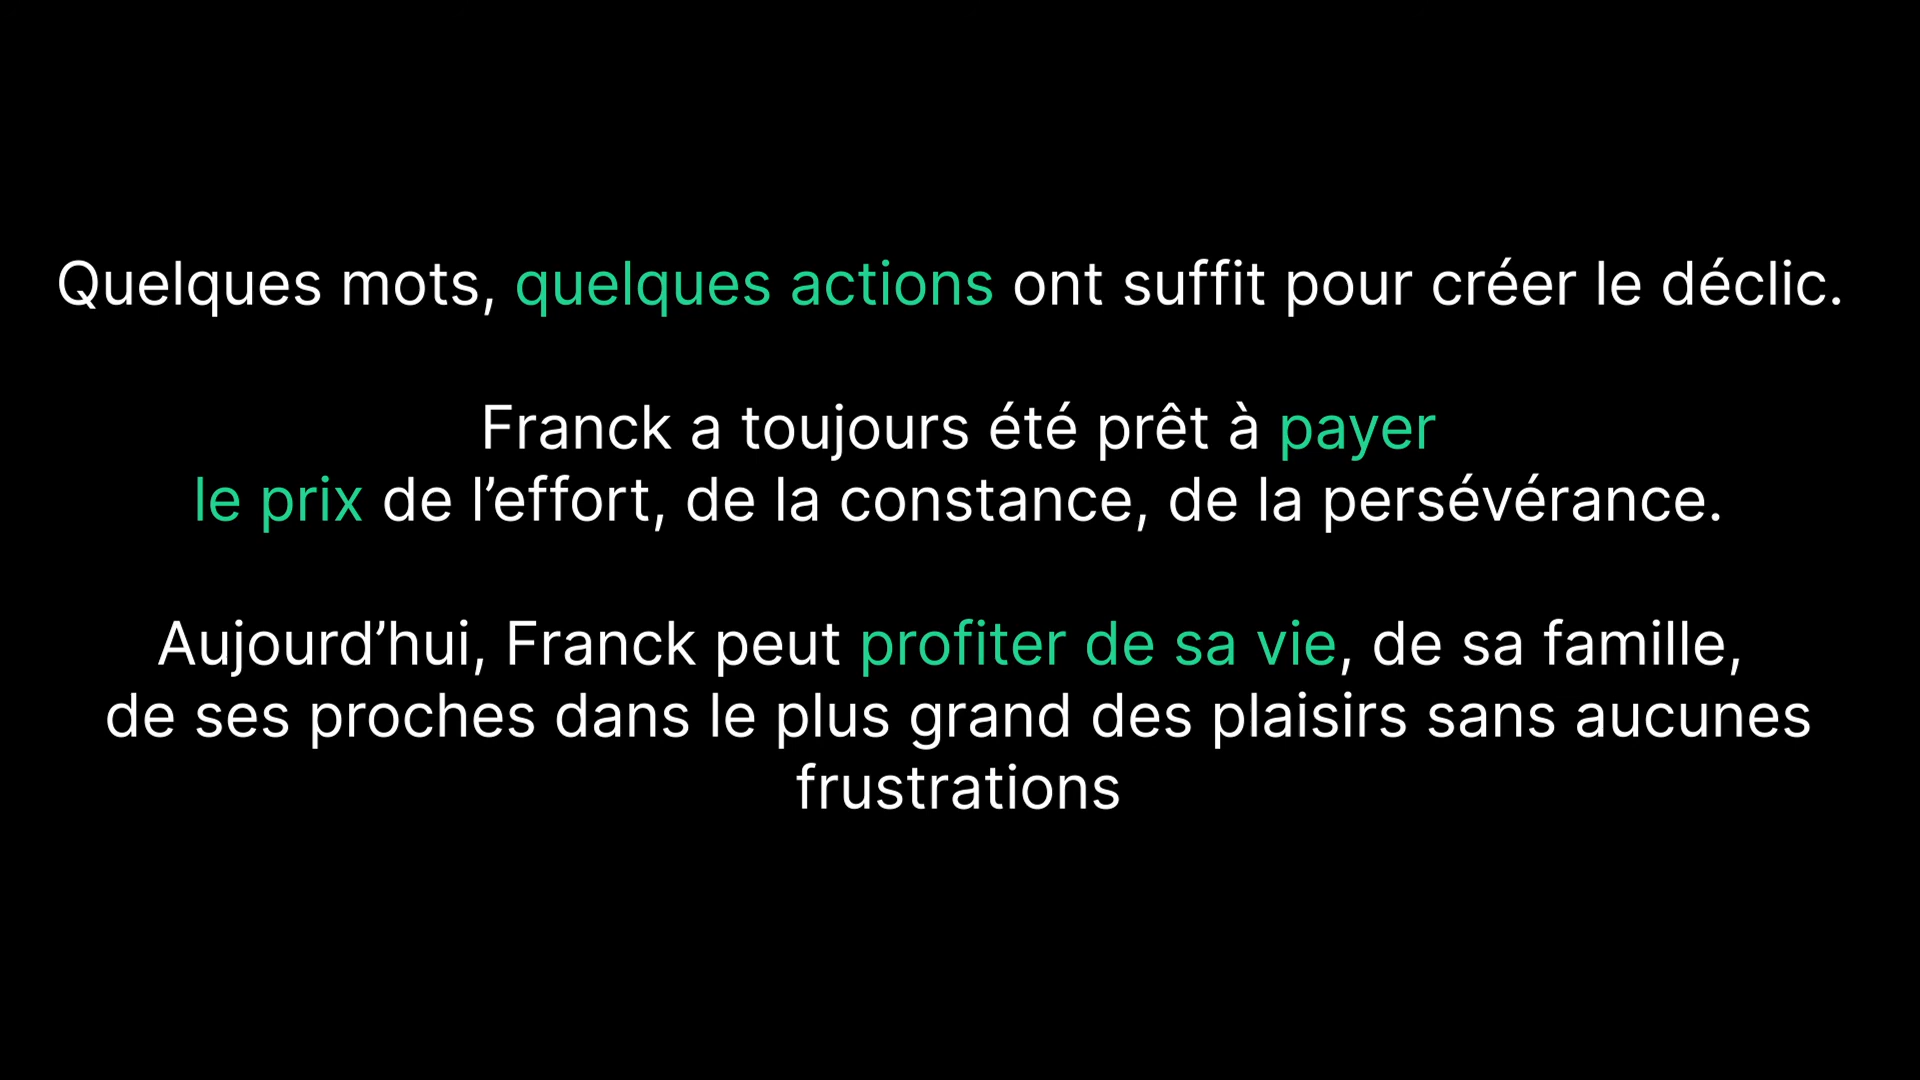 Quelques mots, quelques actions ont suffit pour créer le déclic.
Franck a toujours été prêt à payer
le prix de l’effort, de la constance, de la persévérance.
Aujourd’hui, Franck peut profiter de sa vie, de sa famille,
de ses proches dans le plus grand des plaisirs sans aucunes
frustrations